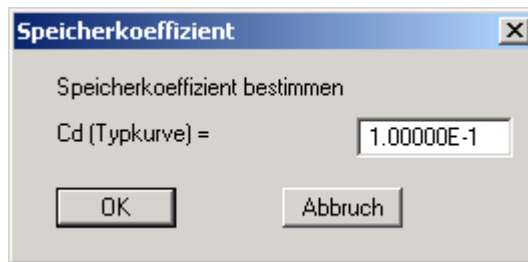 Speicherkoeffizient
Speicherkoeffizient bestimmen
Cd (Typkurve) = 1.00000E-1
OK Abbruch